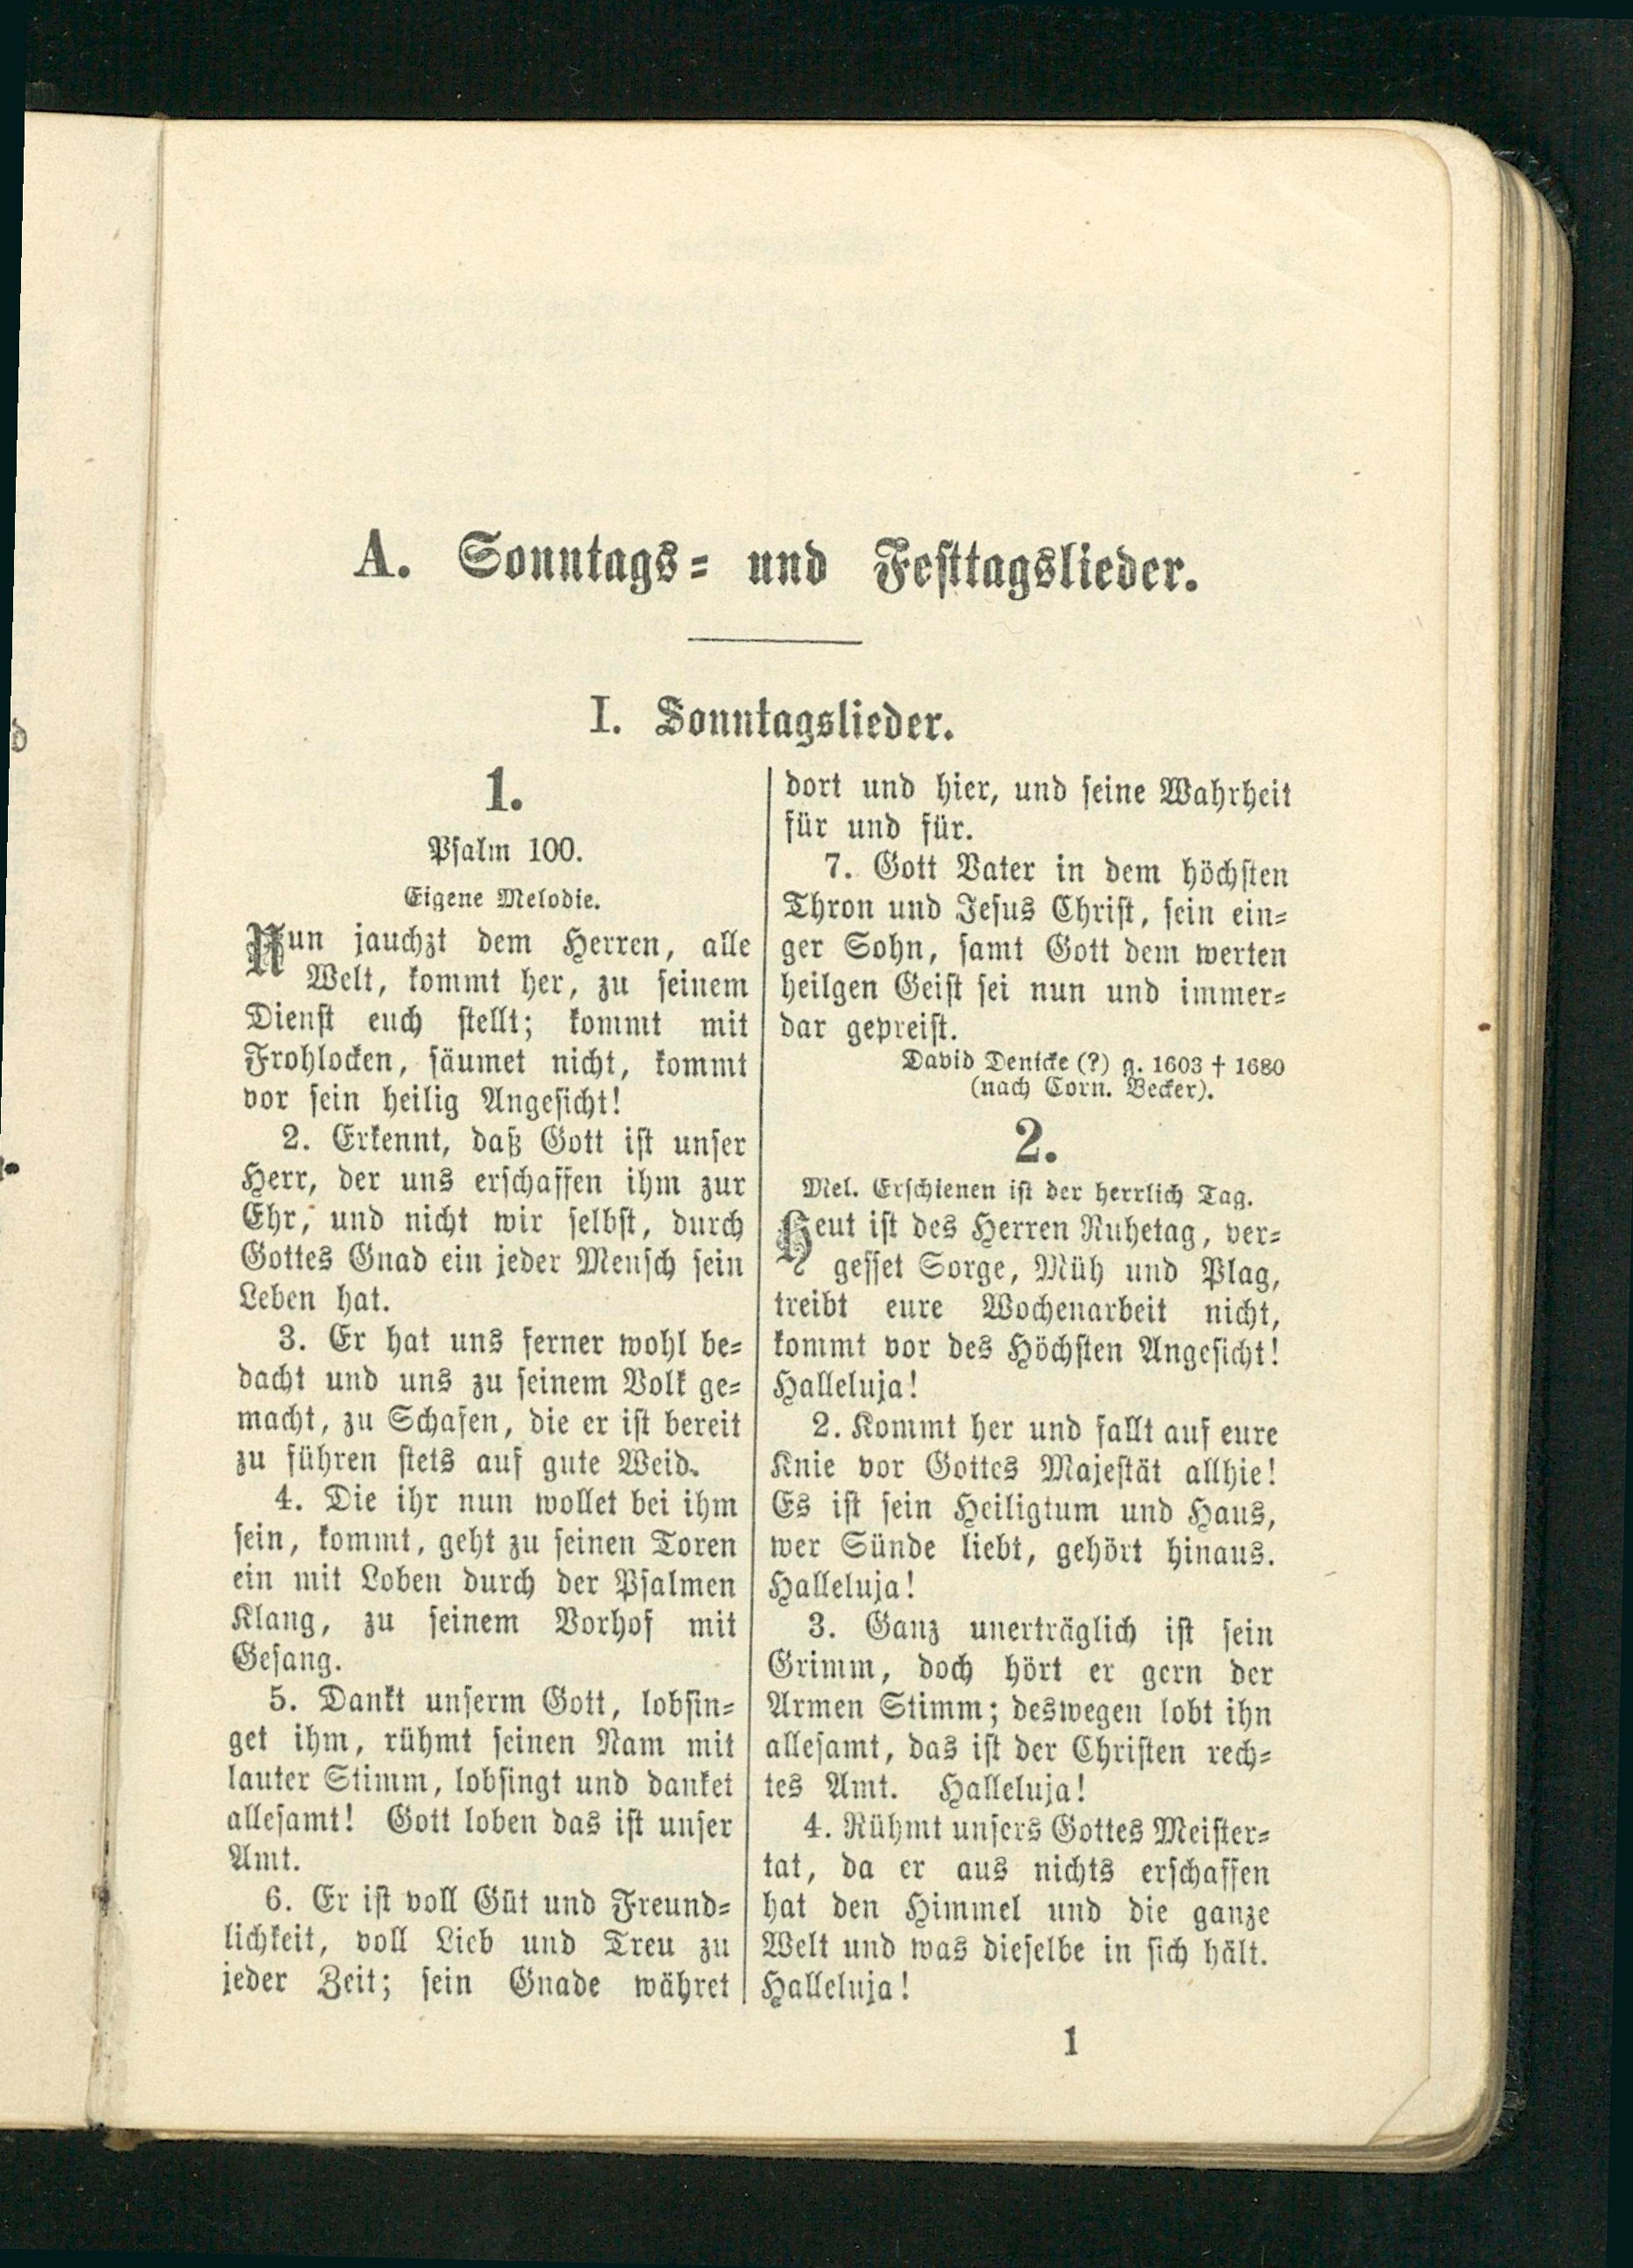 A. Sonntags- und Festtagslieder.
I. Sonntagslieder.
1.
Psalm 100.
Eigene Melodie.
Nun jauchzt dem Herren, alle
Welt, kommt her, zu seinem
Dienst euch stellt; kommt mit
Frohlocken, säumet nicht, kommt
vor sein heilig Angesicht!
2. Erkennt, daß Gott ist unser
Herr, der uns erschaffen ihm zur
Ehr, und nicht wir selbst, durch
Gottes Gnad ein jeder Mensch sein
Leben hat.
3. Er hat uns ferner wohl be-
dacht und uns zu seinem Volk ge-
macht, zu Schafen, die er ist bereit
zu führen stets auf gute Weid.
4. Die ihr nun wollet bei ihm
sein, kommt, geht zu seinen Toren
ein mit Loben durch der Psalmen
Klang, zu seinem Vorhof mit
Gesang.
5. Dankt unserm Gott, lobsin-
get ihm, rühmt seinen Nam mit
lauter Stimm, lobsingt und danket
allesamt! Gott loben das ist unser
Amt.
6. Er ist voll Güt und Freund-
lichkeit, voll Lieb und Treu zu
jeder Zeit; sein Gnade währet
dort und hier, und seine Wahrheit
für und für.
7. Gott Vater in dem höchsten
Thron und Jesus Christ, sein ein-
ger Sohn, samt Gott dem werten
heilgen Geist sei nun und immer-
dar gepreist.
David Denicke (?) g. 1603 † 1680
(nach Corn. Becker).
2.
Mel. Erschienen ist der herrlich Tag.
Heut ist des Herren Ruhetag, ver-
gesset Sorge, Müh und Plag,
treibt eure Wochenarbeit nicht,
kommt vor des Höchsten Angesicht!
Halleluja!
2. Kommt her und fallt auf eure
Knie vor Gottes Majestät allhie!
Es ist sein Heiligtum und Haus,
wer Sünde liebt, gehört hinaus.
Halleluja!
3. Ganz unerträglich ist sein
Grimm, doch hört er gern der
Armen Stimm; deswegen lobt ihn
allesamt, das ist der Christen rech-
tes Amt. Halleluja!
4. Rühmt unsers Gottes Meister-
tat, da er aus nichts erschaffen
hat den Himmel und die ganze
Welt und was dieselbe in sich hält.
Halleluja!
1